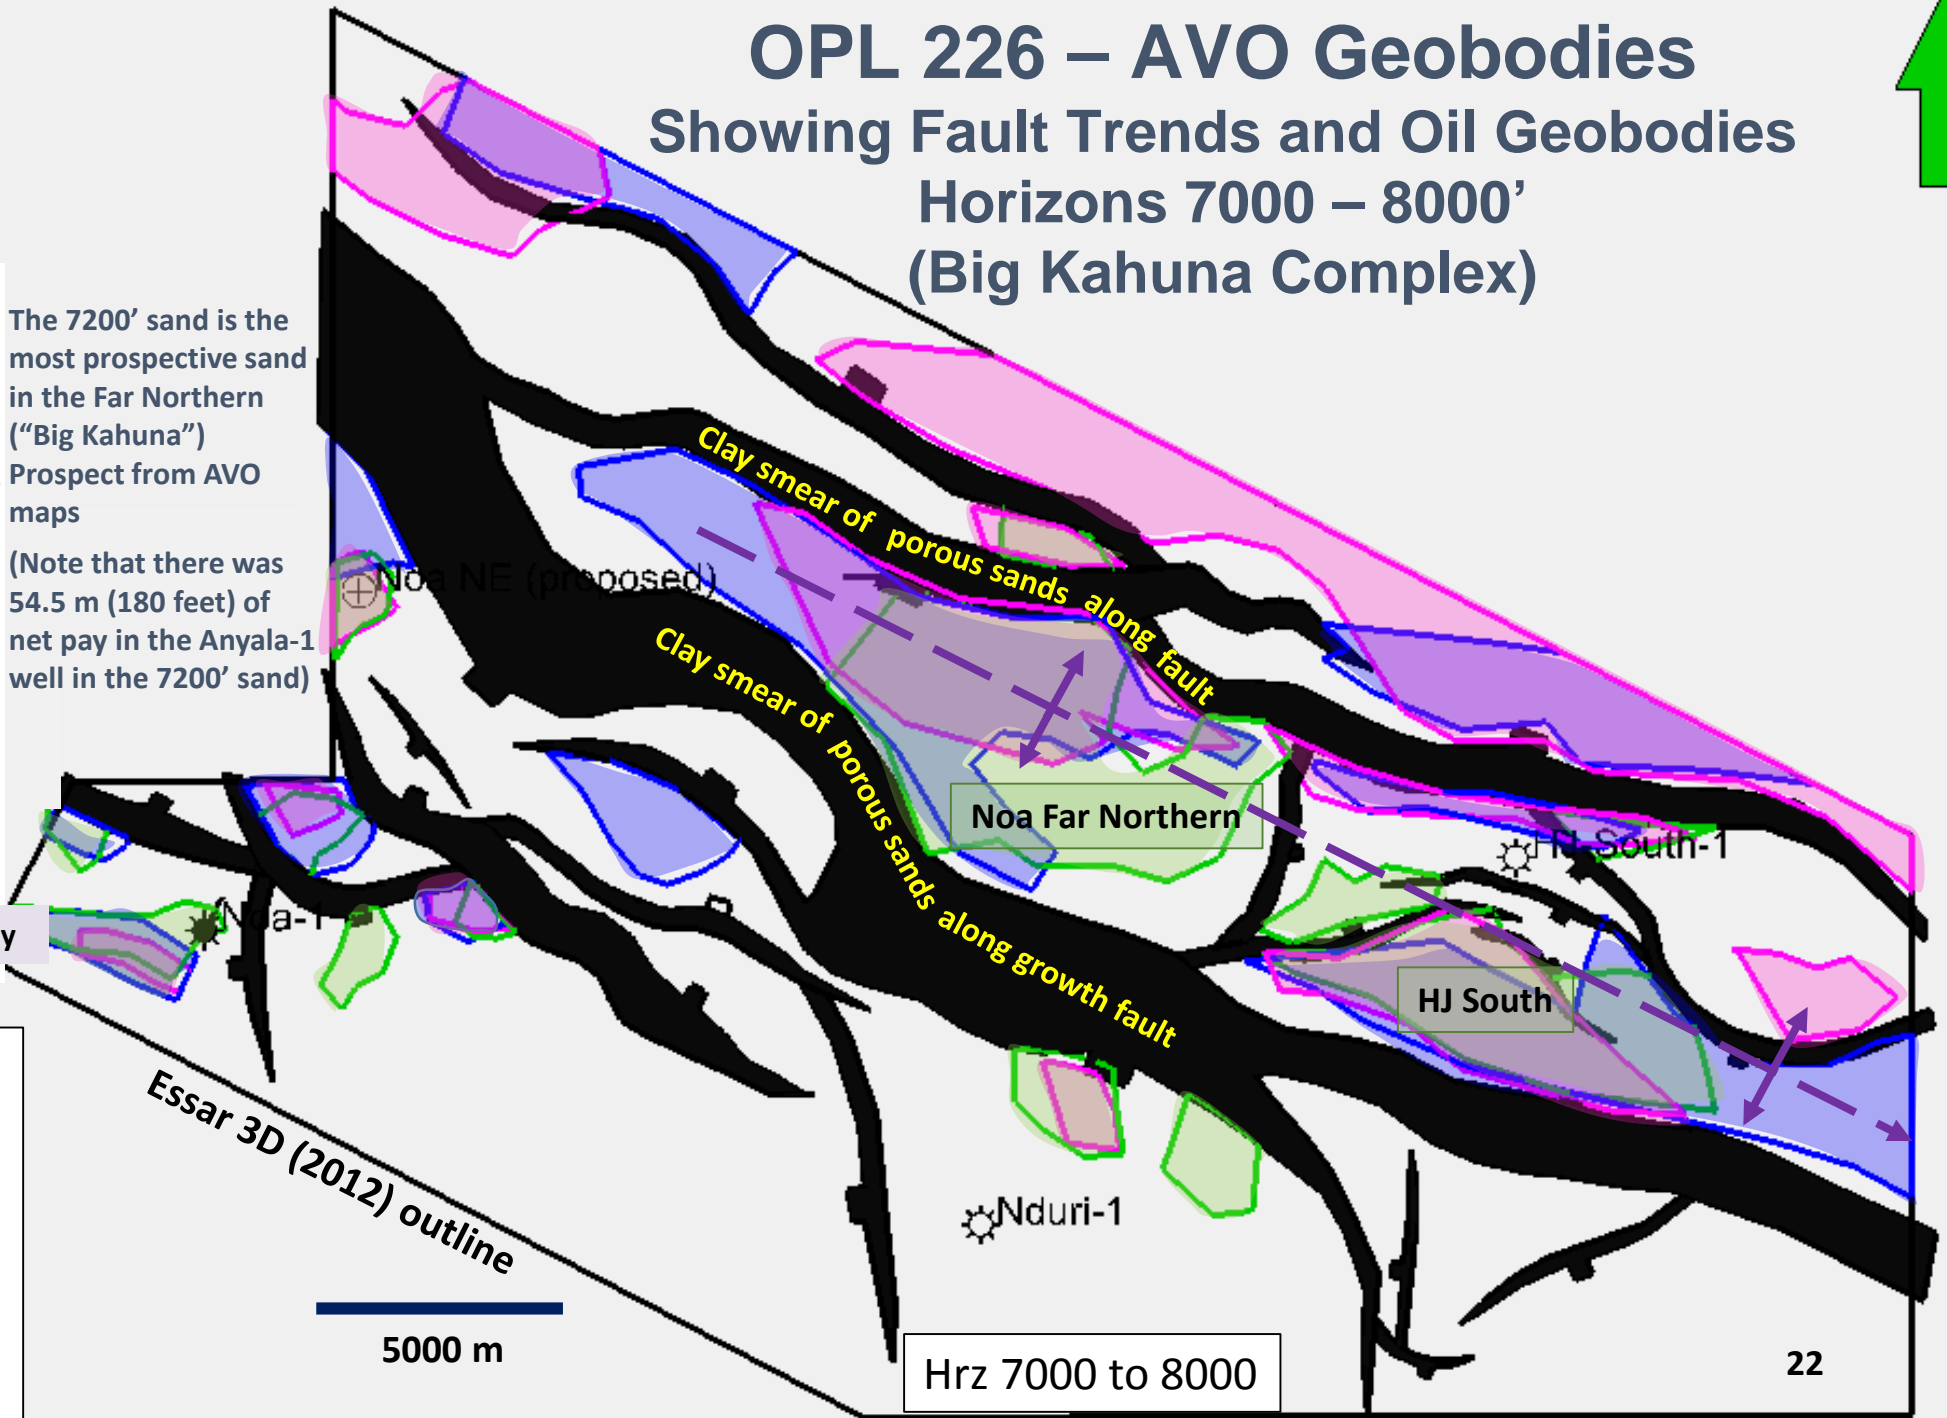 OPL 226 – AVO Geobodies
Showing Fault Trends and Oil Geobodies
Horizons 7000 – 8000’
(Big Kahuna Complex)
The 7200’ sand is the
most prospective sand
in the Far Northern
(“Big Kahuna”)
Prospect from AVO
maps
(Note that there was
54.5 m (180 feet) of
net pay in the Anyala-1
well in the 7200’ sand)
Clay smear of porous sands along fault
Noa NE (proposed)
Clay smear of porous sands along growth fault
Noa Far Northern
HJ South-1
Noa-1
y
HJ South
Essar 3D (2012) outline
Nduri-1
5000 m
Hrz 7000 to 8000
22